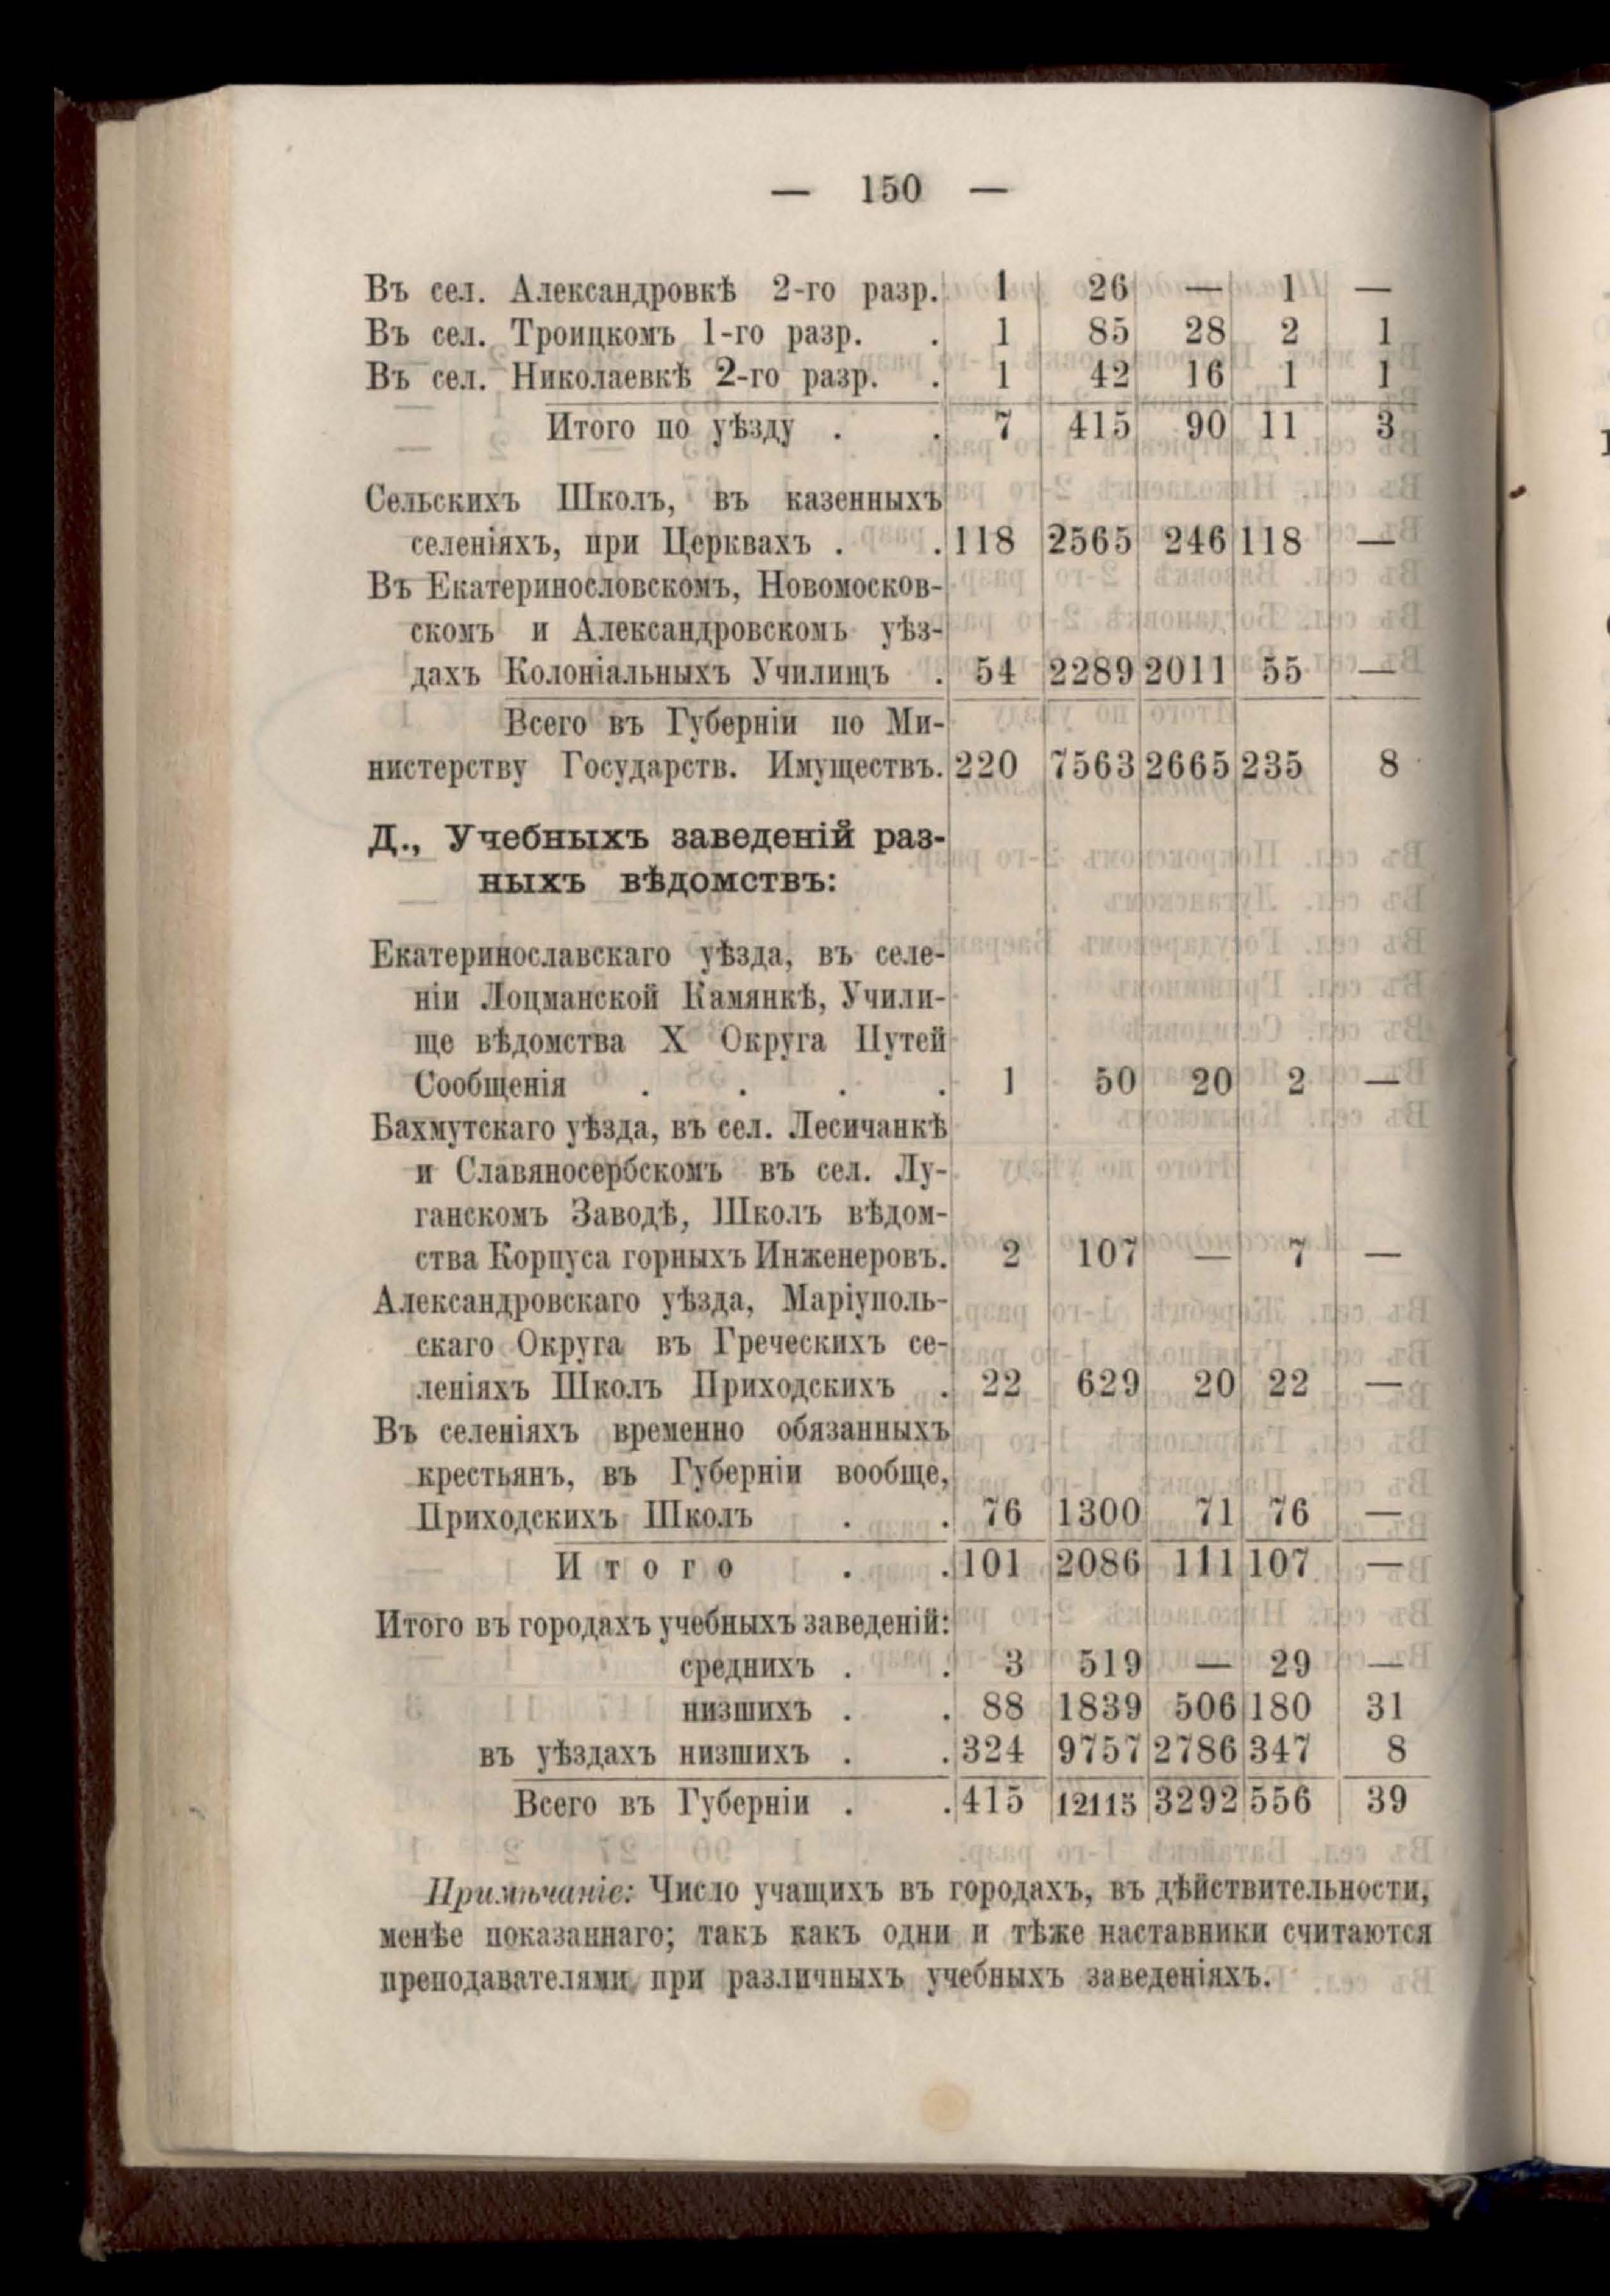 — 150 —
Въ сел. Александровкѣ 2-го разр. 1 26 — 1 —
Въ сел. Троицкомъ 1-го разр. . 1 85 28 2 1
Въ сел. Николаевкѣ 2-го разр. . 1 42 16 1 1
Итого по уѣзду . . 7 415 90 11 3
Сельскихъ Школъ, въ казенныхъ
селеніяхъ, при Церквахъ . . 118 2565 246 118 —
Въ Екатеринословскомъ, Новомосков-
скомъ и Александровскомъ уѣз-
дахъ Колоніальныхъ Училищъ . 54 2289 2011 55 —
Всего въ Губерніи по Ми-
нистерству Государств. Имуществъ. 220 7563 2665 235 8
Д., Учебныхъ заведеній раз-
ныхъ вѣдомствъ:
Екатеринославскаго уѣзда, въ селе-
ніи Лоцманской Камянкѣ, Учили-
ще вѣдомства X Округа Путей
Сообщенія . . . . 1 50 20 2 —
Бахмутскаго уѣзда, въ сел. Лесичанкѣ
и Славяносербскомъ въ сел. Лу-
ганскомъ Заводѣ, Школъ вѣдом-
ства Корпуса горныхъ Инженеровъ. 2 107 — 7 —
Александровскаго уѣзда, Маріуполь-
скаго Округа въ Греческихъ се-
леніяхъ Школъ Приходскихъ . 22 629 20 22 —
Въ селеніяхъ временно обязанныхъ
крестьянъ, въ Губерніи вообще,
Приходскихъ Школъ . . 76 1300 71 76 —
Итого . . 101 2086 111 107 —
Итого въ городахъ учебныхъ заведеній:
среднихъ . . 3 519 — 29 —
низшихъ . . 88 1839 506 180 31
въ уѣздахъ низшихъ . . 324 9757 2786 347 8
Всего въ Губерніи . . 415 12115 3292 556 39
Примѣчаніе: Число учащихъ въ городахъ, въ дѣйствительности,
менѣе показаннаго; такъ какъ одни и тѣже наставники считаются
преподавателями при различныхъ учебныхъ заведеніяхъ.